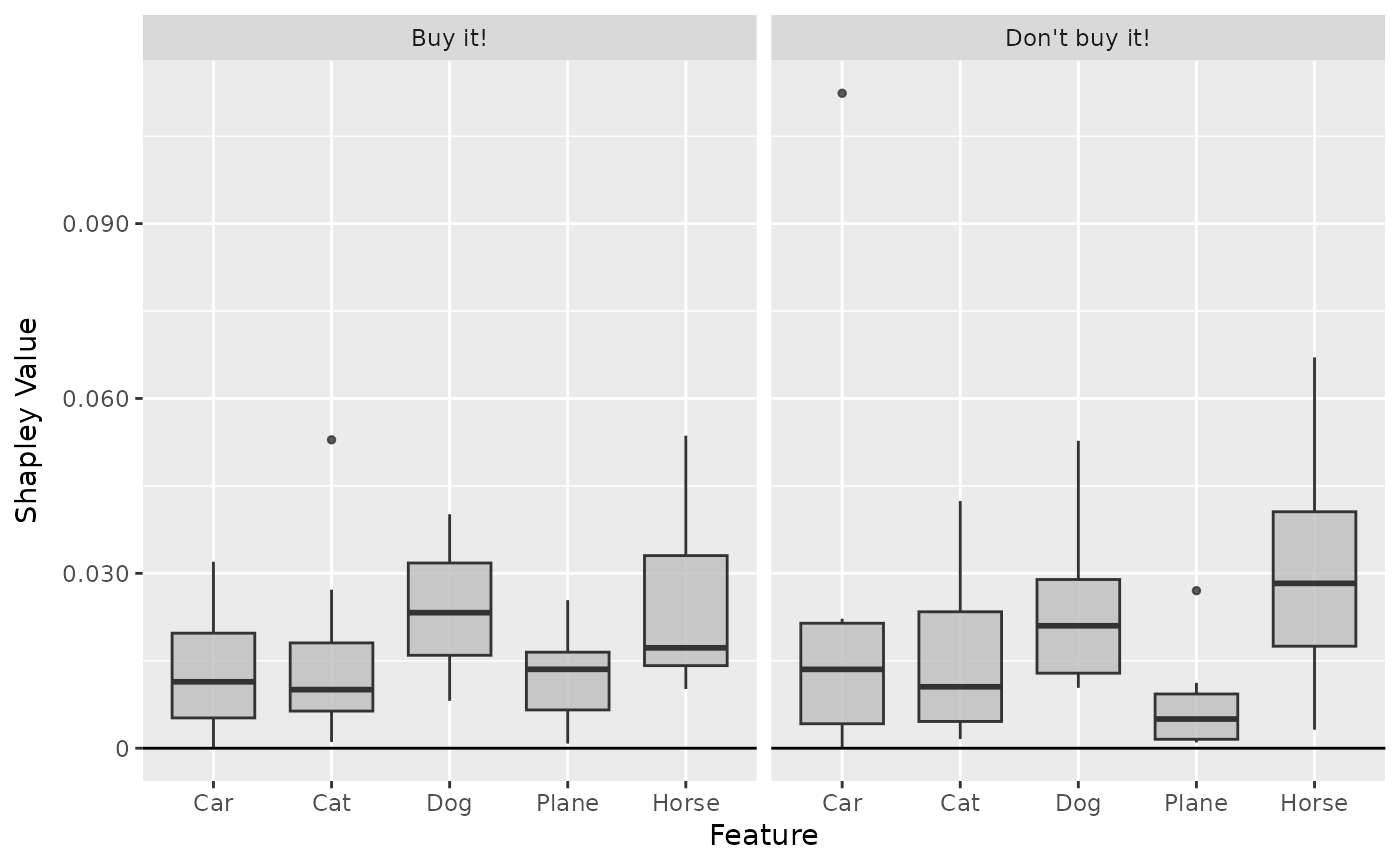 Buy it!
Don't buy it!
Shapley Value
0.090
0.060
0.030
0
Car Cat Dog Plane Horse
Car Cat Dog Plane Horse
Feature